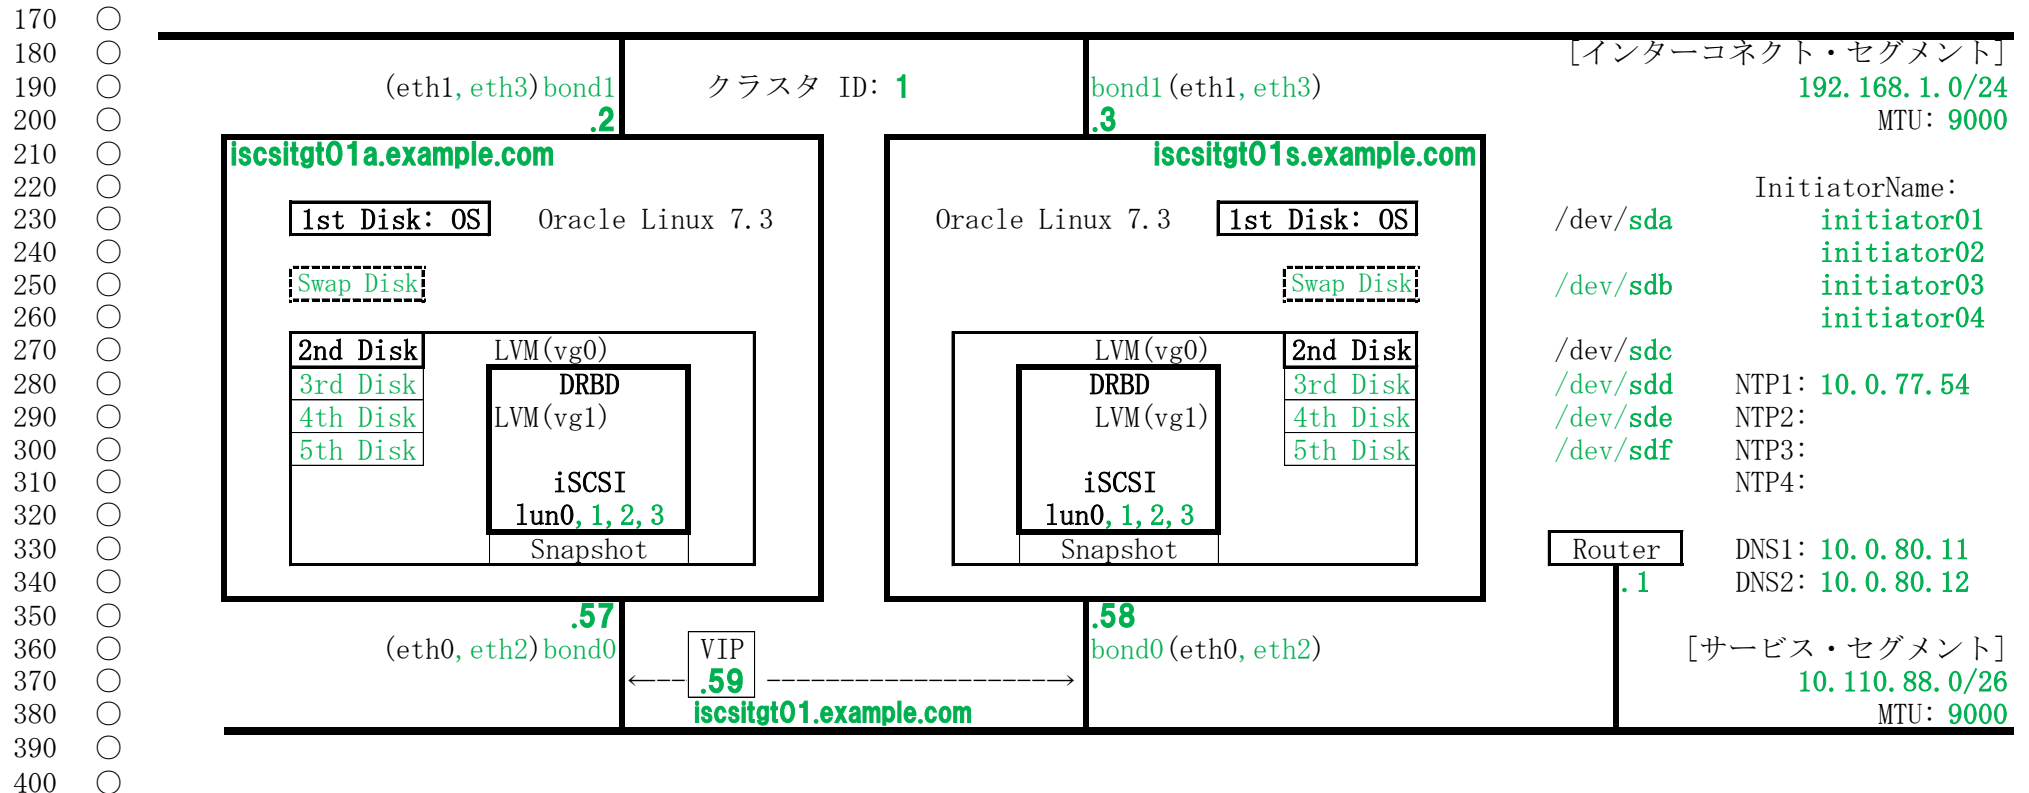 170 ○
180 ○ [インターコネクト・セグメント]
190 ○ (eth1,eth3)bond1 クラスタ ID: 1 bond1(eth1,eth3) 192.168.1.0/24
200 ○ .2 .3 MTU: 9000
210 ○ iscsitgt01a.example.com iscsitgt01s.example.com
220 ○ InitiatorName:
230 ○ 1st Disk: OS Oracle Linux 7.3 Oracle Linux 7.3 1st Disk: OS /dev/sda initiator01
240 ○ initiator02
250 ○ Swap Disk Swap Disk /dev/sdb initiator03
260 ○ initiator04
270 ○ 2nd Disk LVM(vg0) LVM(vg0) 2nd Disk /dev/sdc
280 ○ 3rd Disk DRBD DRBD 3rd Disk /dev/sdd NTP1: 10.0.77.54
290 ○ 4th Disk LVM(vg1) LVM(vg1) 4th Disk /dev/sde NTP2:
300 ○ 5th Disk 5th Disk /dev/sdf NTP3:
310 ○ iSCSI iSCSI NTP4:
320 ○ lun0,1,2,3 lun0,1,2,3
330 ○ Snapshot Snapshot Router DNS1: 10.0.80.11
340 ○ .1 DNS2: 10.0.80.12
350 ○ .57 .58
360 ○ (eth0,eth2)bond0 VIP bond0(eth0,eth2) [サービス・セグメント]
370 ○ ←-- .59 ---------------------→ 10.110.88.0/26
380 ○ iscsitgt01.example.com MTU: 9000
390 ○
400 ○